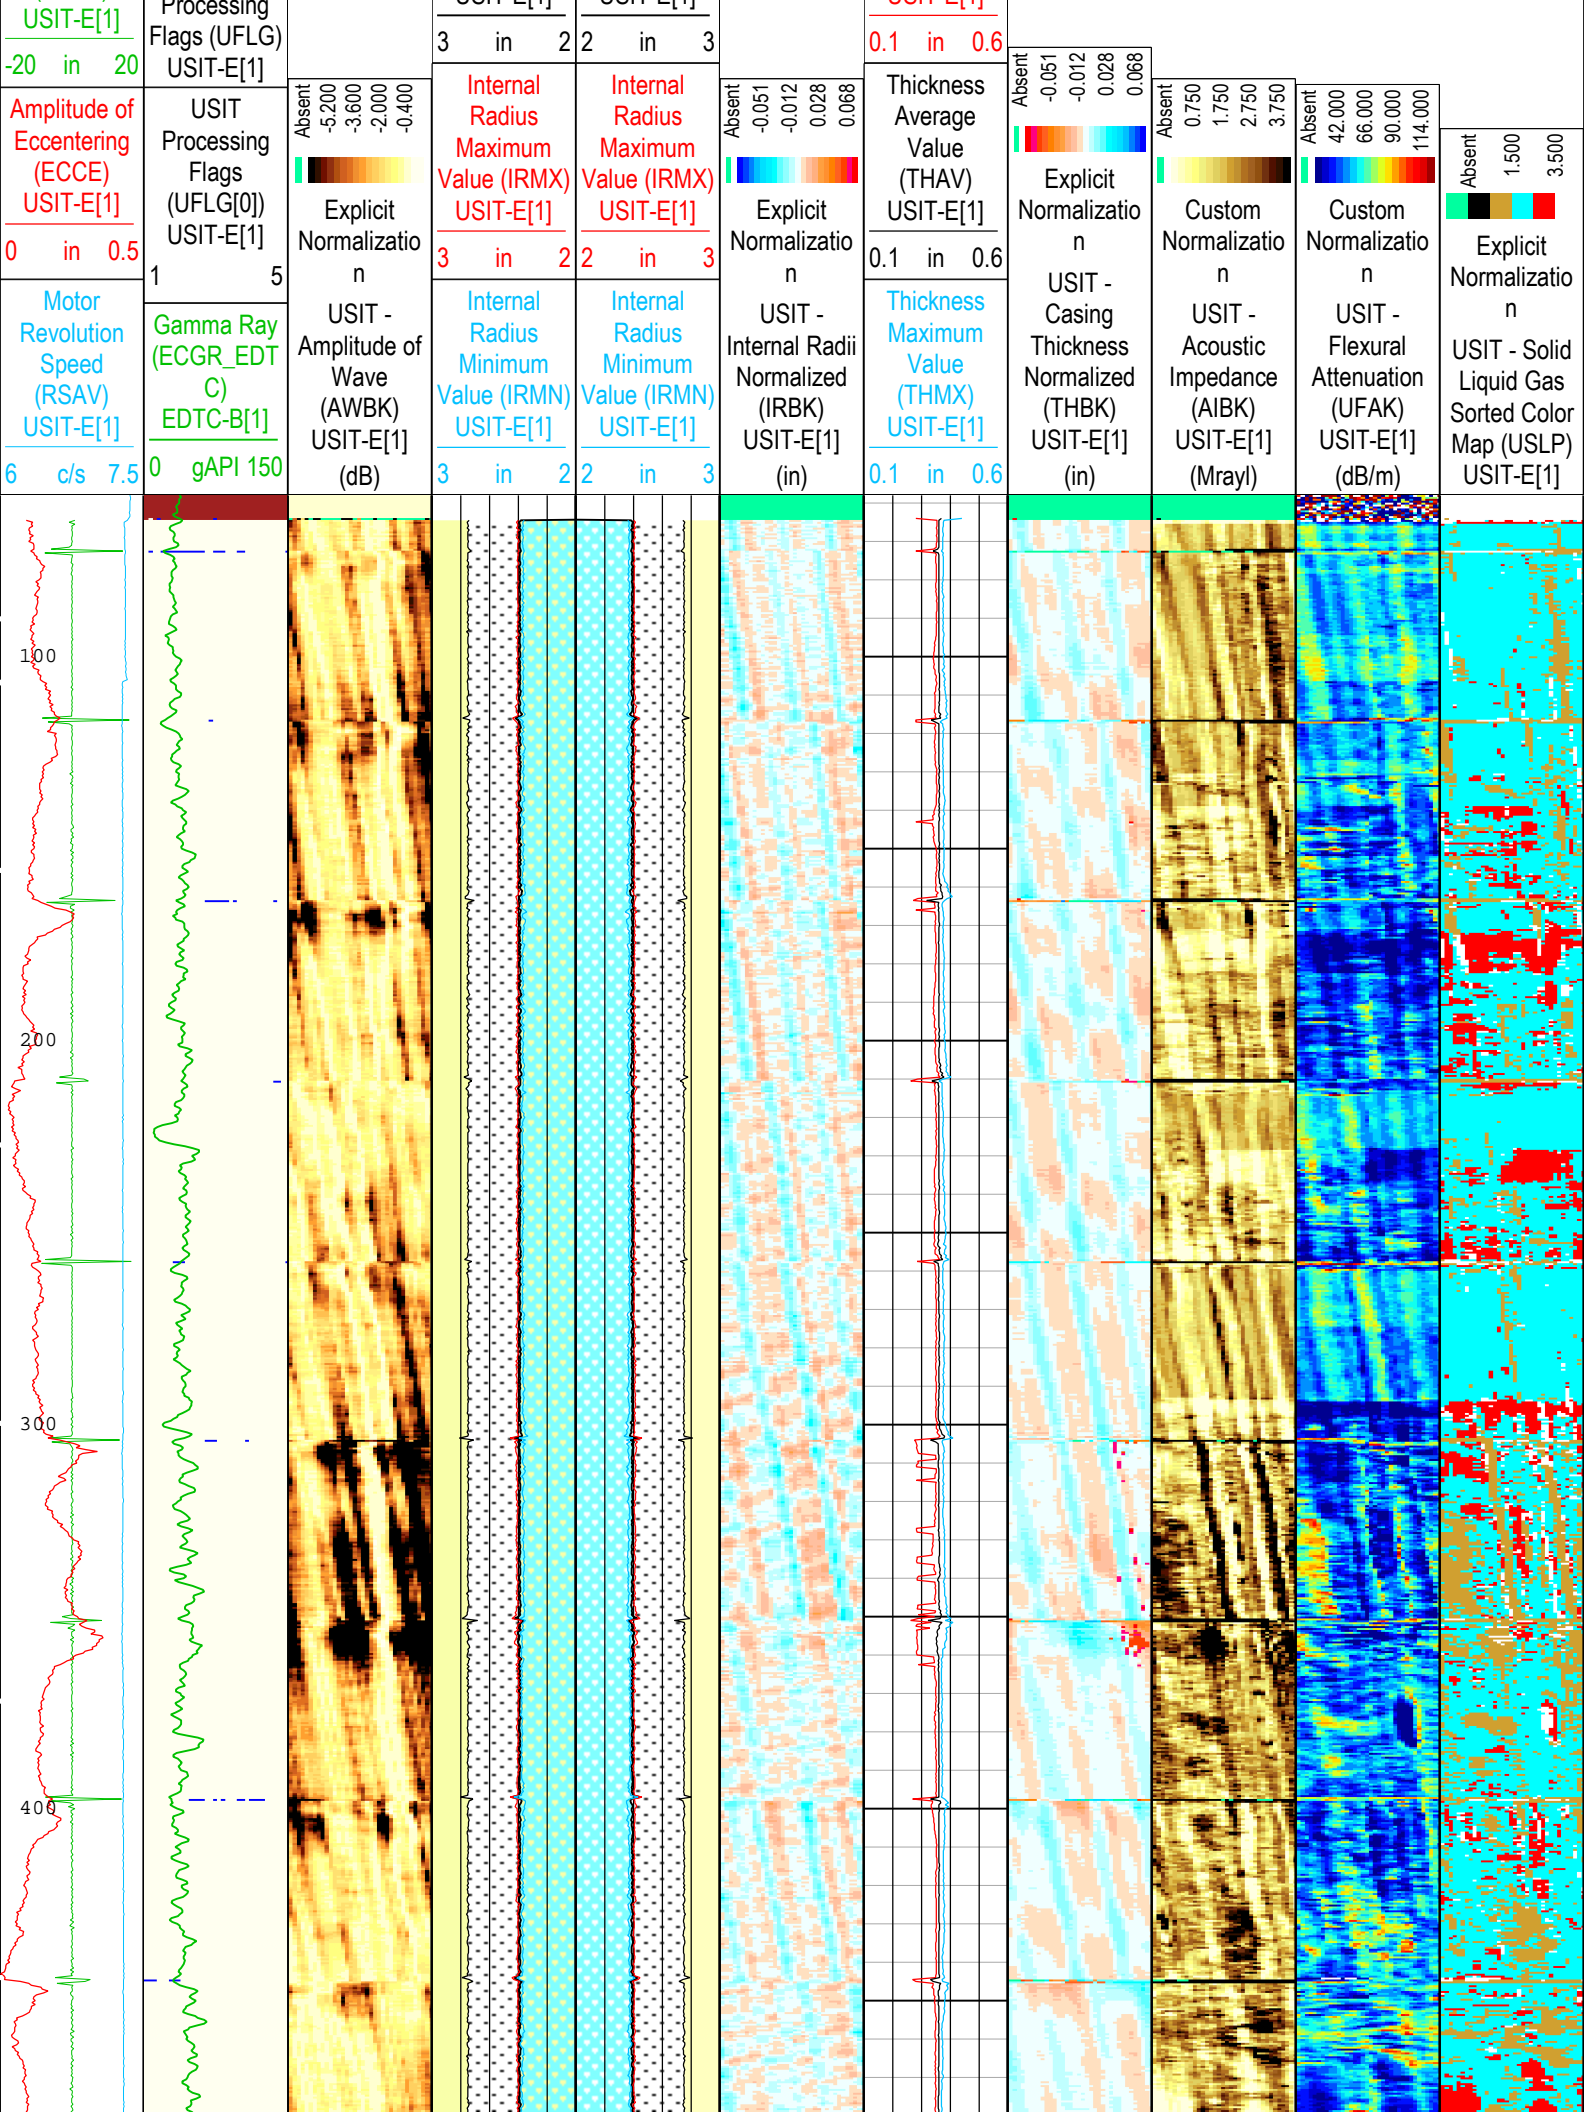 USIT-E[1]
-20 in 20
Amplitude of
Eccentering
(ECCE)
USIT-E[1]
0 in 0.5
Motor
Revolution
Speed
(RSAV)
USIT-E[1]
6 c/s 7.5
Processing
Flags (UFLG)
USIT-E[1]
USIT
Processing
Flags
(UFLG[0])
USIT-E[1]
1 5
Gamma Ray
(ECGR_EDT
C)
EDTC-B[1]
0 gAPI 150
Absent
-5.200
-3.600
-2.000
-0.400
Explicit
Normalizatio
n
USIT -
Amplitude of
Wave
(AWBK)
USIT-E[1]
(dB)
USIT-E[1]
3 in 2
Internal
Radius
Maximum
Value (IRMX)
USIT-E[1]
3 in 2
Internal
Radius
Minimum
Value (IRMN)
USIT-E[1]
3 in 2
USIT-E[1]
2 in 3
Internal
Radius
Maximum
Value (IRMX)
USIT-E[1]
2 in 3
Internal
Radius
Minimum
Value (IRMN)
USIT-E[1]
2 in 3
Absent
-0.051
-0.012
0.028
0.068
Explicit
Normalizatio
n
USIT -
Internal Radii
Normalized
(IRBK)
USIT-E[1]
(in)
USIT-E[1]
0.1 in 0.6
Thickness
Average
Value
(THAV)
USIT-E[1]
0.1 in 0.6
Thickness
Maximum
Value
(THMX)
USIT-E[1]
0.1 in 0.6
Absent
-0.051
-0.012
0.028
0.068
Explicit
Normalizatio
n
USIT -
Casing
Thickness
Normalized
(THBK)
USIT-E[1]
(in)
Absent
0.750
1.750
2.750
3.750
Custom
Normalizatio
n
USIT -
Acoustic
Impedance
(AIBK)
USIT-E[1]
(Mrayl)
Absent
42.000
66.000
90.000
114.000
Custom
Normalizatio
n
USIT -
Flexural
Attenuation
(UFAK)
USIT-E[1]
(dB/m)
Absent
1.500
3.500
Explicit
Normalizatio
n
USIT - Solid
Liquid Gas
Sorted Color
Map (USLP)
USIT-E[1]
100
200
300
400